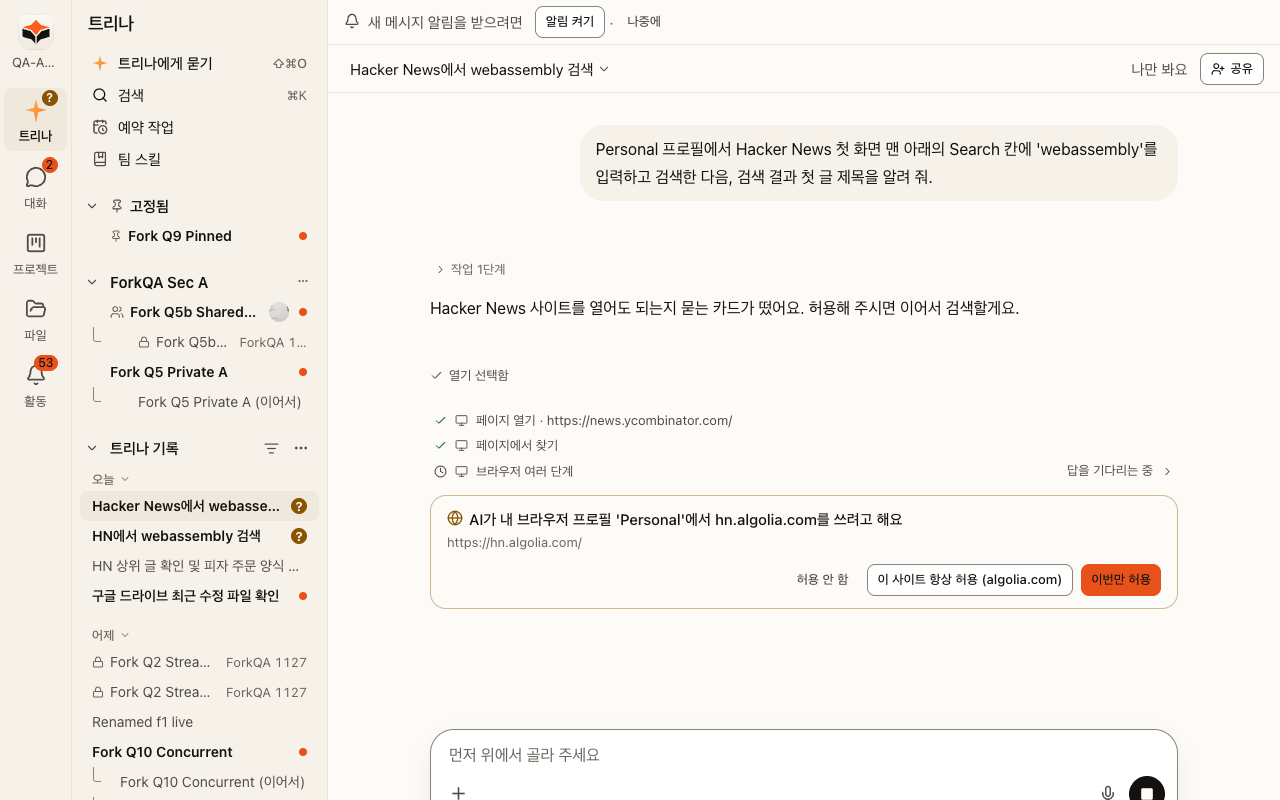 QA-A...
?
트리나
2
대화
프로젝트
파일
53
활동
트리나
트리나에게 묻기 ⇧⌘O
검색 ⌘K
예약 작업
팀 스킬
고정됨
Fork Q9 Pinned
ForkQA Sec A ...
Fork Q5b Shared...
Fork Q5b... ForkQA 1...
Fork Q5 Private A
Fork Q5 Private A (이어서)
트리나 기록 ...
오늘
Hacker News에서 webasse... ?
HN에서 webassembly 검색 ?
HN 상위 글 확인 및 피자 주문 양식 ...
구글 드라이브 최근 수정 파일 확인
어제
Fork Q2 Strea... ForkQA 1127
Fork Q2 Strea... ForkQA 1127
Renamed f1 live
Fork Q10 Concurrent
Fork Q10 Concurrent (이어서)
새 메시지 알림을 받으려면 알림 켜기 · 나중에
Hacker News에서 webassembly 검색 나만 봐요 공유
Personal 프로필에서 Hacker News 첫 화면 맨 아래의 Search 칸에 'webassembly'를
입력하고 검색한 다음, 검색 결과 첫 글 제목을 알려 줘.
작업 1단계
Hacker News 사이트를 열어도 되는지 묻는 카드가 떴어요. 허용해 주시면 이어서 검색할게요.
열기 선택함
페이지 열기 · https://news.ycombinator.com/
페이지에서 찾기
브라우저 여러 단계 답을 기다리는 중
AI가 내 브라우저 프로필 'Personal'에서 hn.algolia.com를 쓰려고 해요
https://hn.algolia.com/
허용 안 함 이 사이트 항상 허용 (algolia.com) 이번만 허용
먼저 위에서 골라 주세요